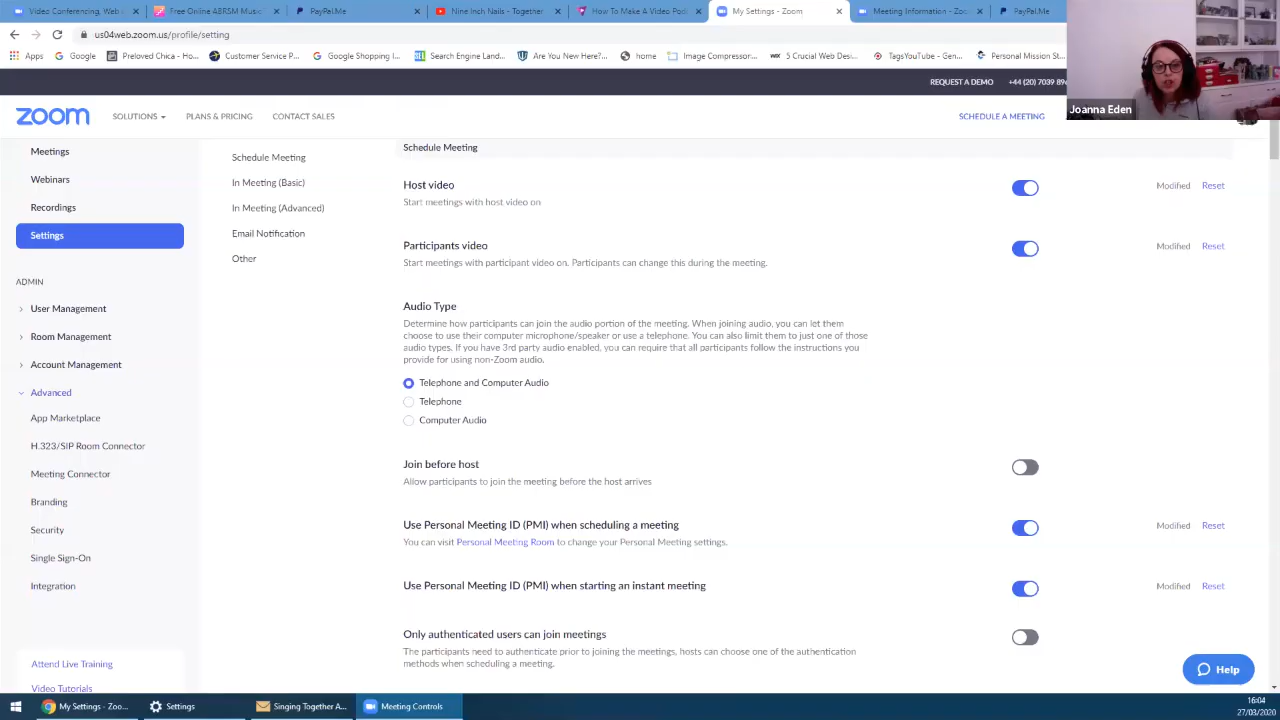 Video Conferencing, Web
Free Online ABRSM Music
PayPal.Me
Nine Inch Nails - Together
How To Make A Video Pod
My Settings - Zoom
Meeting Information - Zoom
PayPal.Me
us04web.zoom.us/profile/setting
Apps
Google
Preloved Chica - Ho...
Customer Service P...
Google Shopping I...
Search Engine Land...
Are You New Here?...
home
Image Compressor...
5 Crucial Web Desi...
TagsYouTube - Gen...
Personal Mission St...
REQUEST A DEMO
+44 (20) 7039 89
Joanna Eden
zoom
SOLUTIONS
PLANS & PRICING
CONTACT SALES
SCHEDULE A MEETING
Meetings
Webinars
Recordings
Settings
ADMIN
User Management
Room Management
Account Management
Advanced
App Marketplace
H.323/SIP Room Connector
Meeting Connector
Branding
Security
Single Sign-On
Integration
Attend Live Training
Video Tutorials
Schedule Meeting
In Meeting (Basic)
In Meeting (Advanced)
Email Notification
Other
Schedule Meeting
Host video
Start meetings with host video on
Modified Reset
Participants video
Start meetings with participant video on. Participants can change this during the meeting.
Modified Reset
Audio Type
Determine how participants can join the audio portion of the meeting. When joining audio, you can let them
choose to use their computer microphone/speaker or use a telephone. You can also limit them to just one of those
audio types. If you have 3rd party audio enabled, you can require that all participants follow the instructions you
provide for using non-Zoom audio.
Telephone and Computer Audio
Telephone
Computer Audio
Join before host
Allow participants to join the meeting before the host arrives
Use Personal Meeting ID (PMI) when scheduling a meeting
You can visit Personal Meeting Room to change your Personal Meeting settings.
Modified Reset
Use Personal Meeting ID (PMI) when starting an instant meeting
Modified Reset
Only authenticated users can join meetings
The participants need to authenticate prior to joining the meetings, hosts can choose one of the authentication
methods when scheduling a meeting.
Help
My Settings - Zoo...
Settings
Singing Together A...
Meeting Controls
16:04
27/08/2020